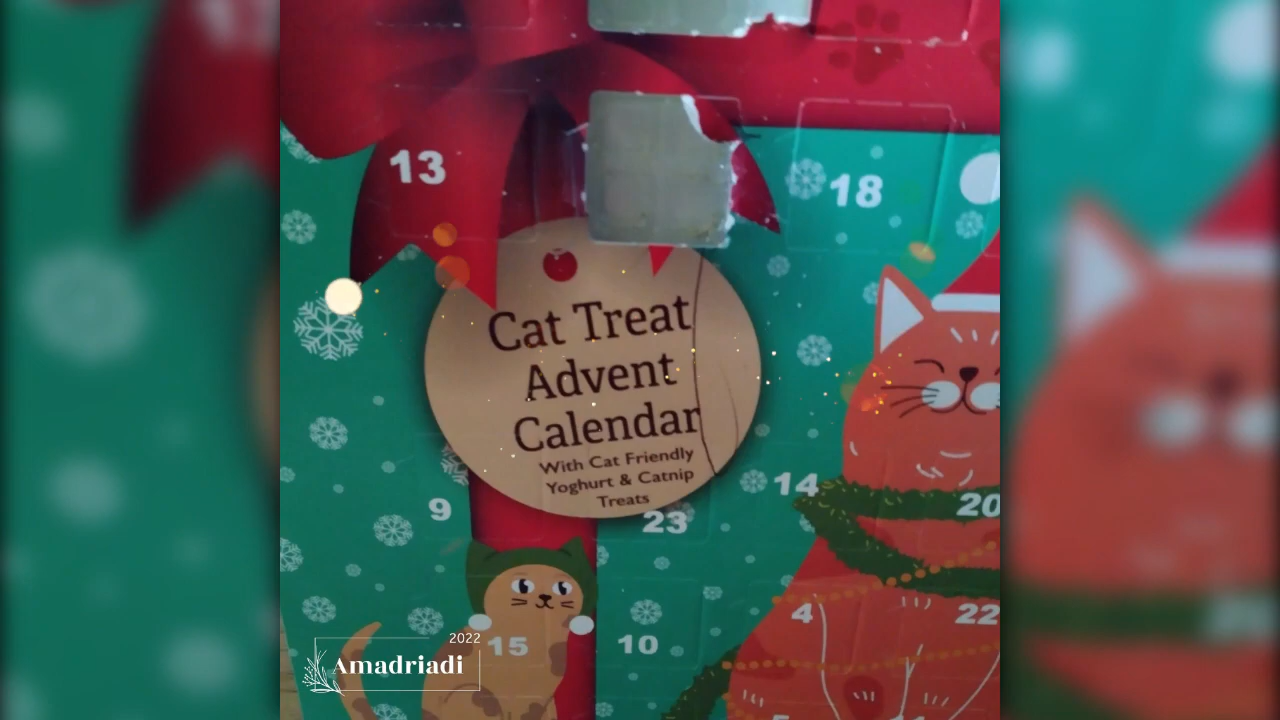 13
18
Cat Treat
Advent
Calendar
With Cat Friendly
Yoghurt & Catnip
Treats
14
20
9
23
4
22
15
10
2022
Amadriadi